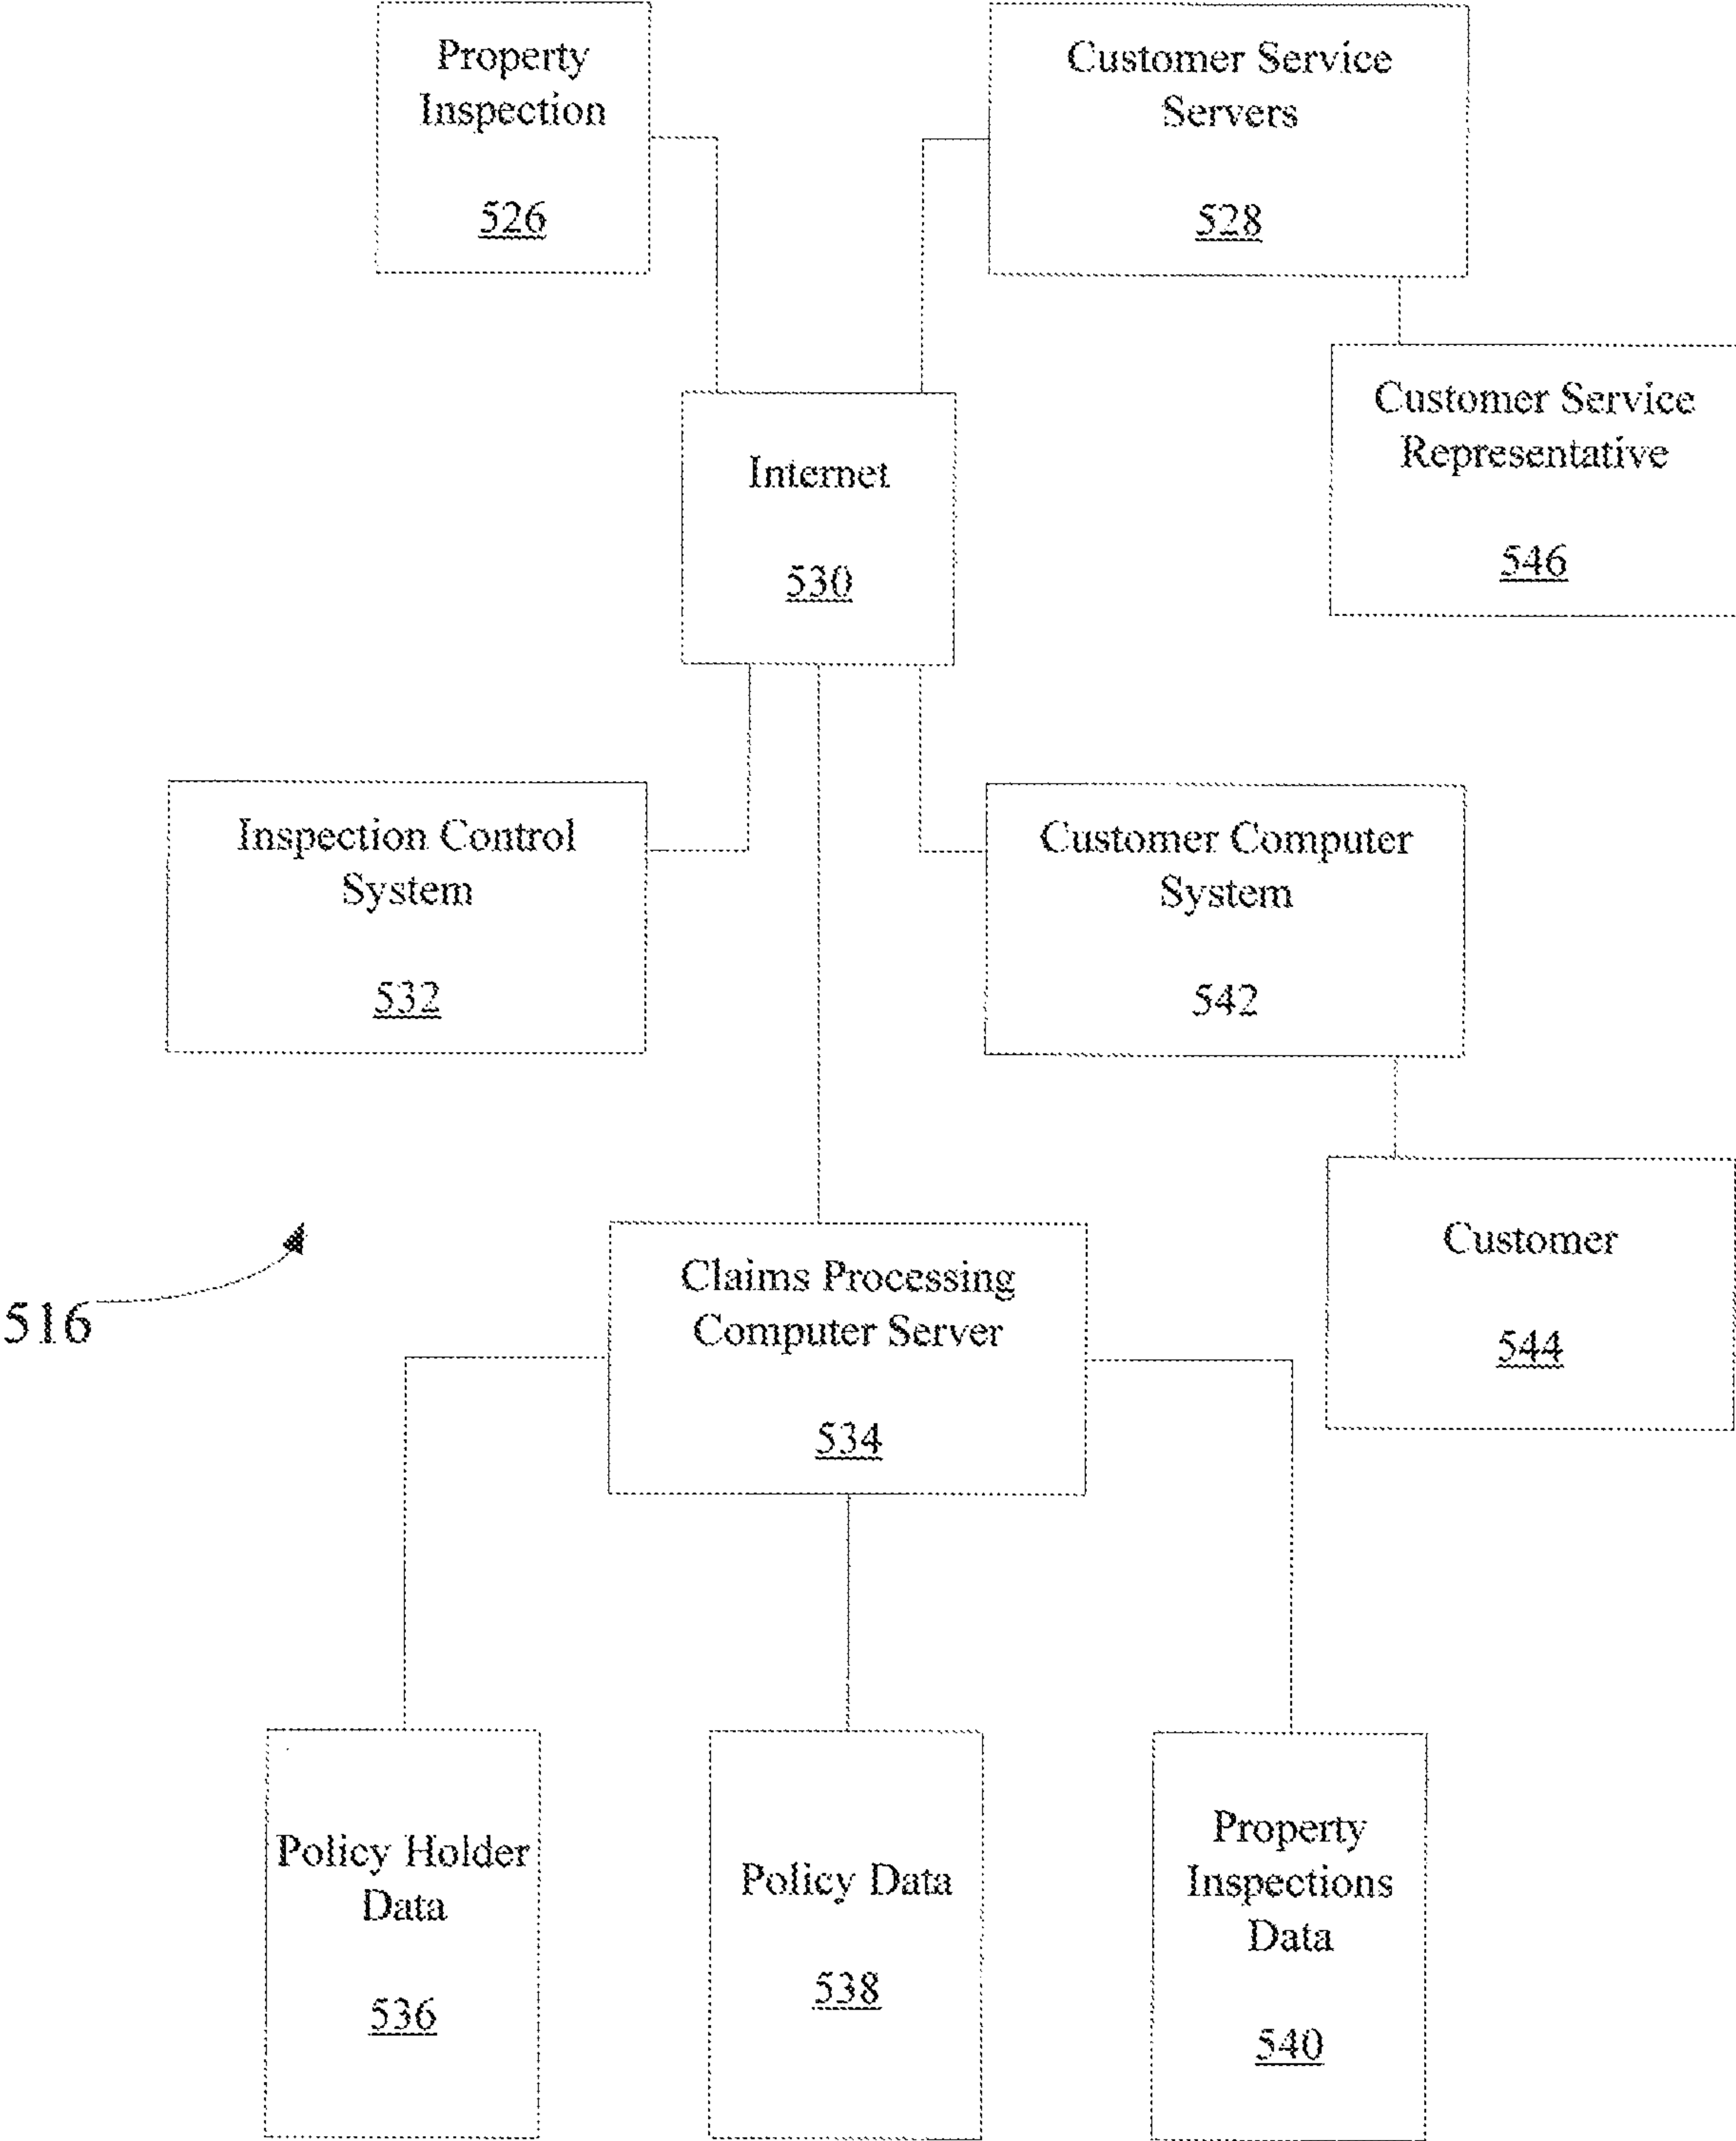 Property
Inspection
526
Customer Service
Servers
528
Customer Service
Representative
546
Internet
530
Inspection Control
System
532
Customer Computer
System
542
Customer
544
516
Claims Processing
Computer Server
534
Policy Holder
Data
536
Policy Data
538
Property
Inspections
Data
540